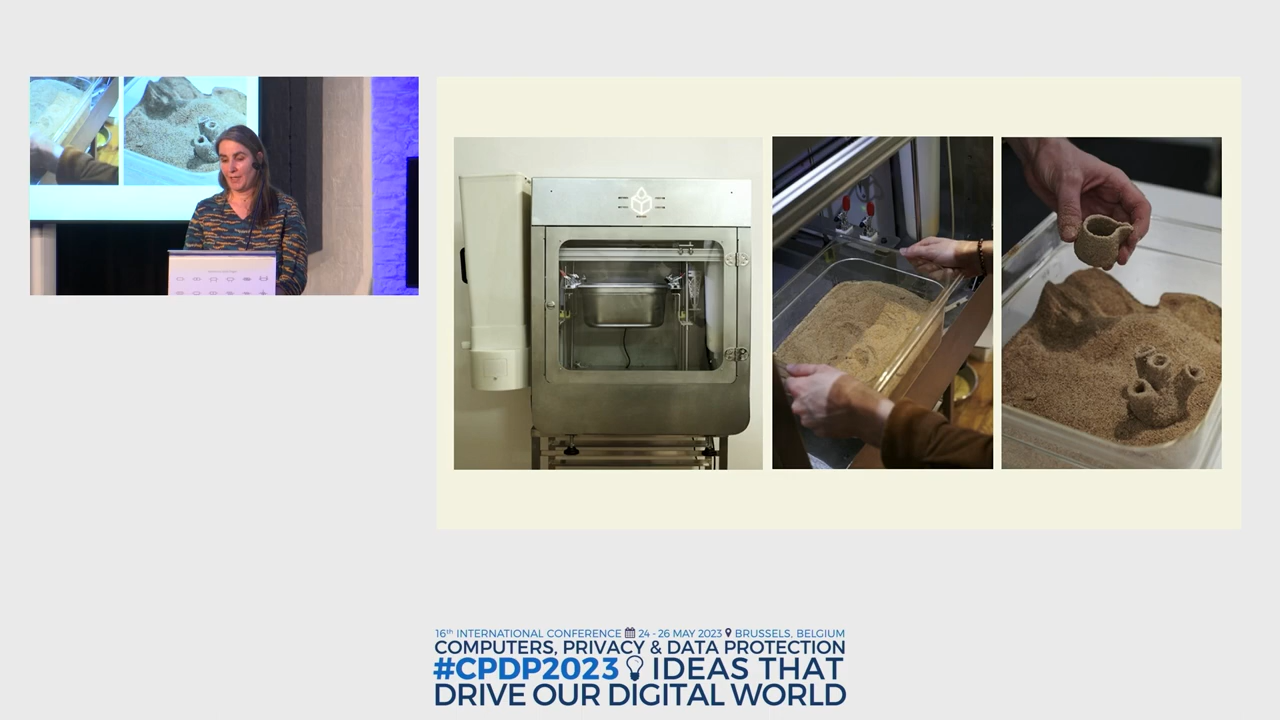 16th INTERNATIONAL CONFERENCE 24 - 26 MAY 2023 BRUSSELS, BELGIUM
COMPUTERS, PRIVACY & DATA PROTECTION
#CPDP2023 IDEAS THAT
DRIVE OUR DIGITAL WORLD